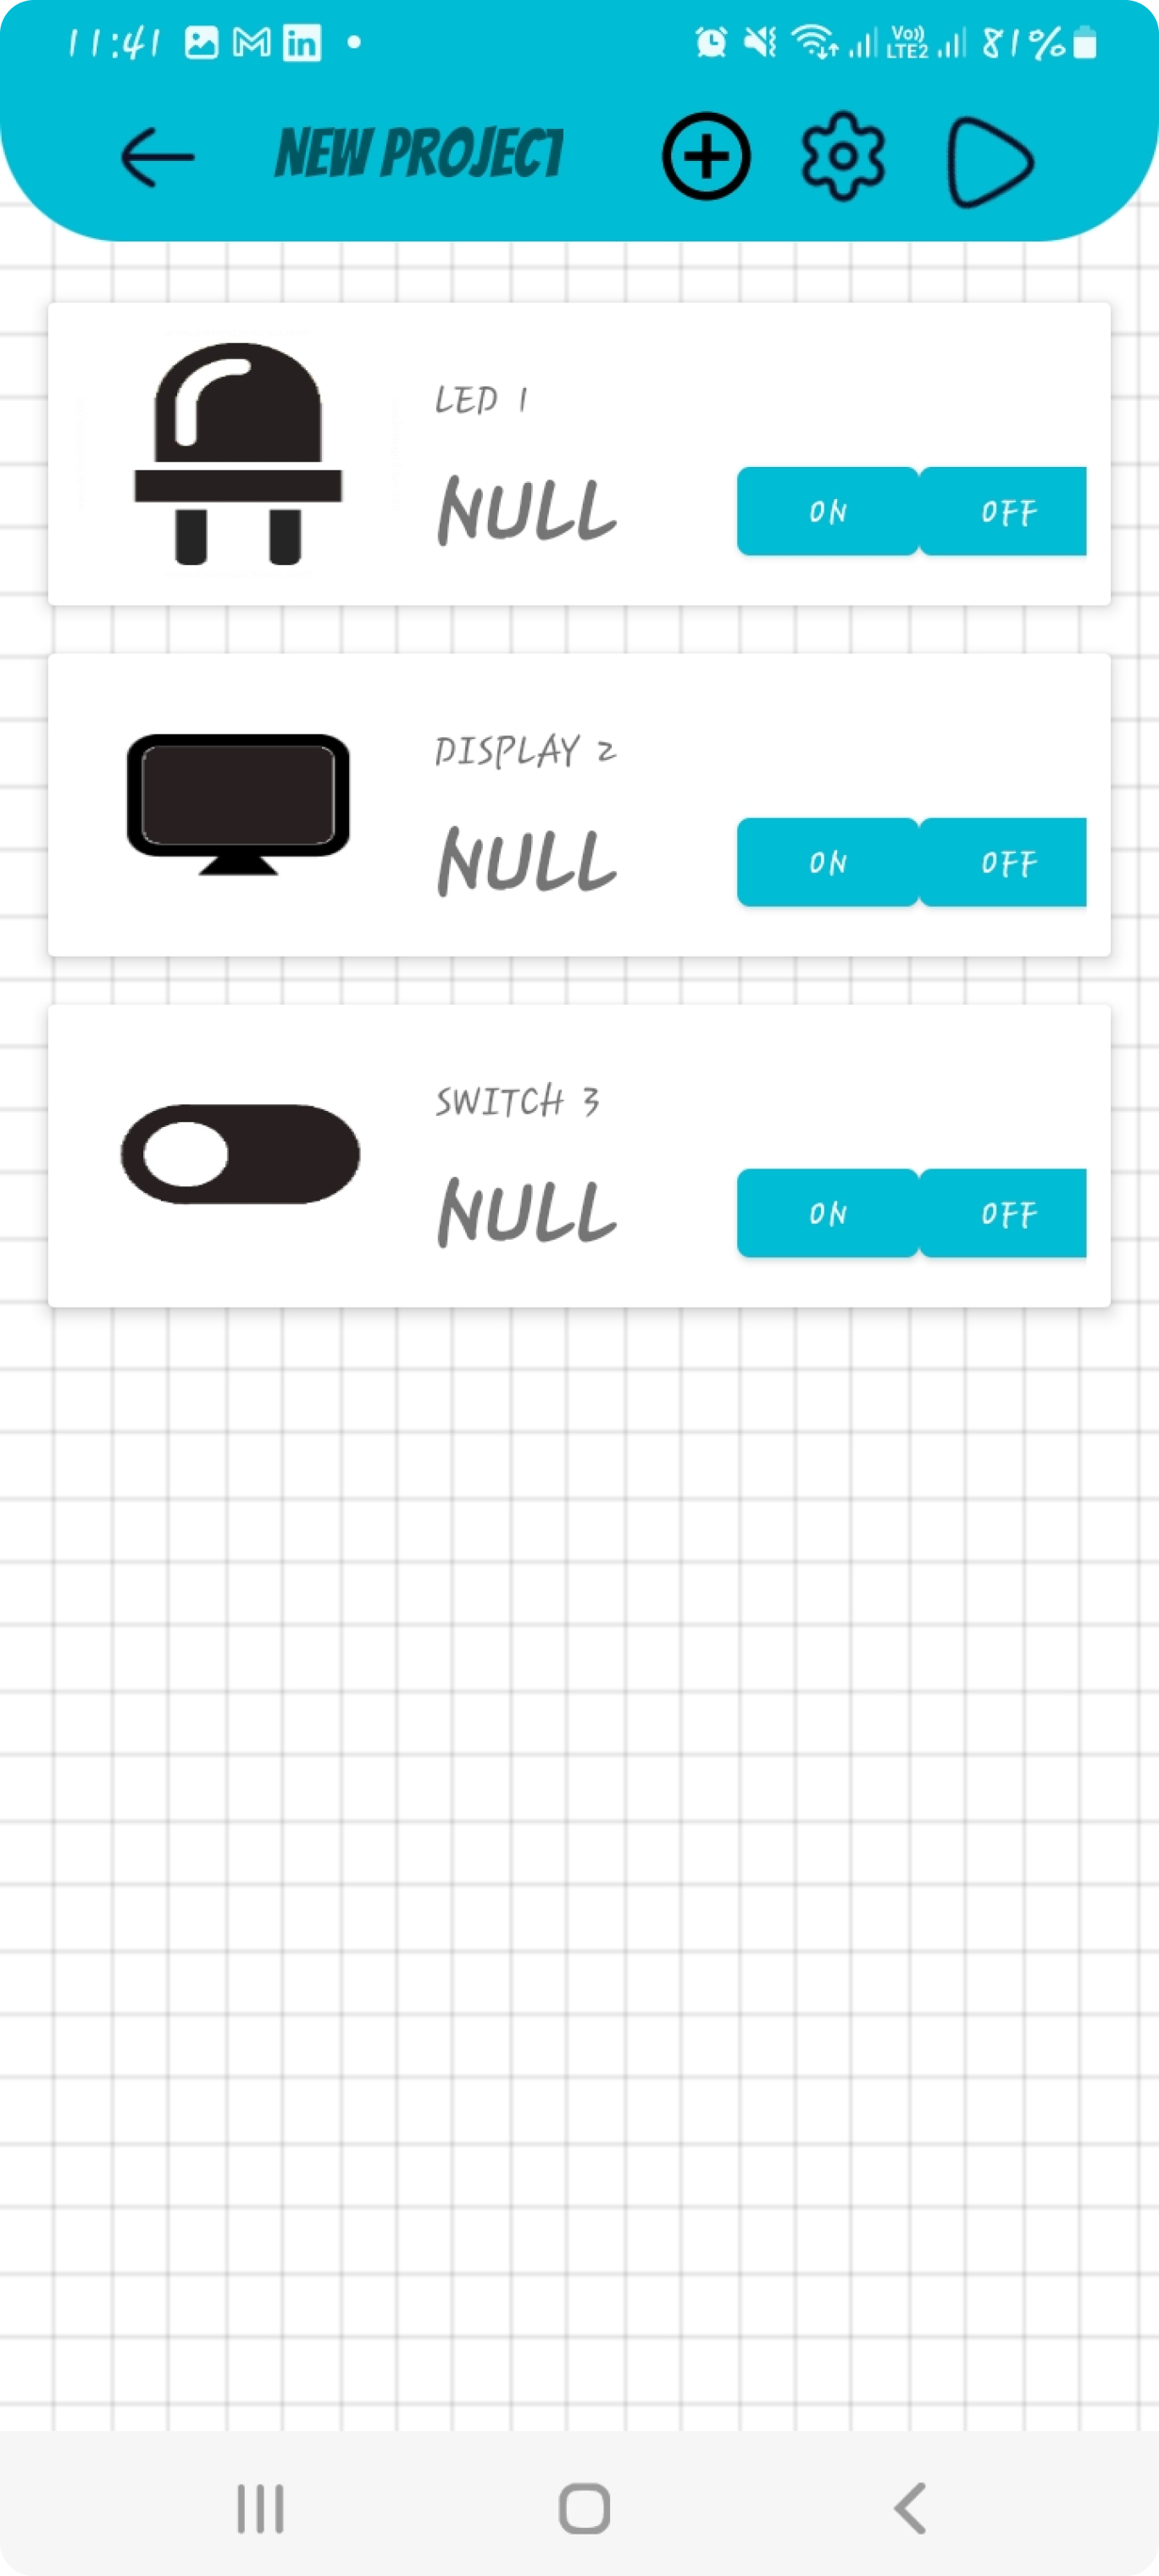 11:41 Vo)) LTE2 81%
NEW PROJECT
LED 1
NULL ON OFF
DISPLAY 2
NULL ON OFF
SWITCH 3
NULL ON OFF